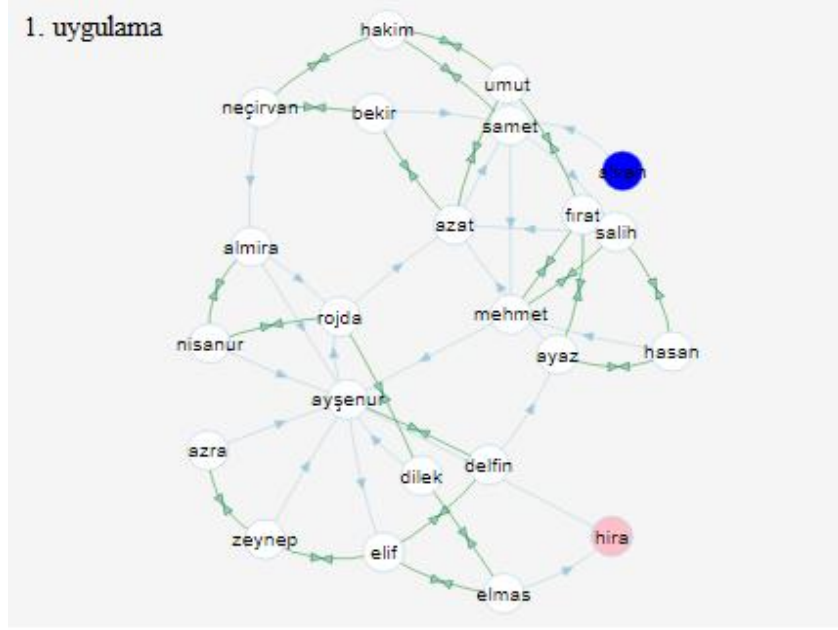 1. uygulama
hakim
umut
neçirvan
bekir
samet
fırat
azat
salih
almira
rojda
mehmet
nisanur
ayaz
hasan
ayşenur
azra
delfin
dilek
zeynep
elif
hira
elmas